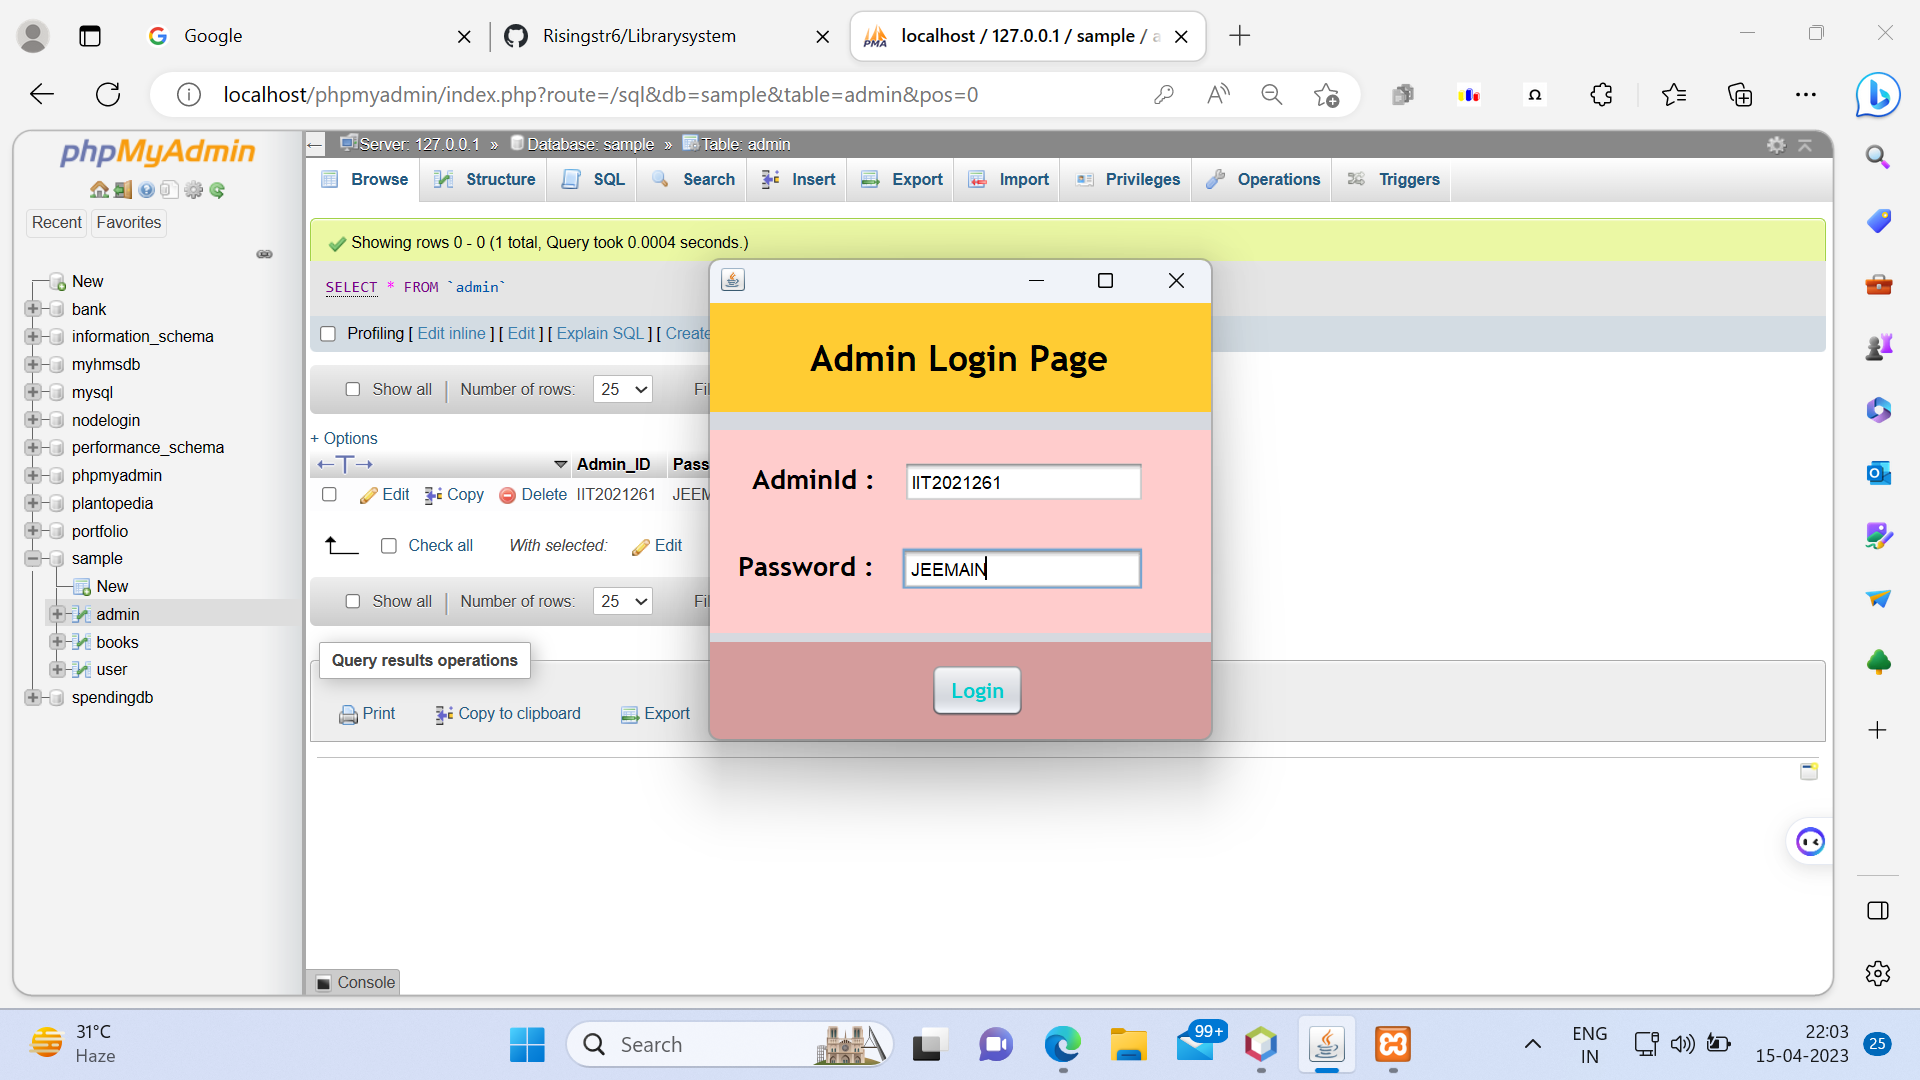 Google
Risingstr6/Librarysystem
localhost / 127.0.0.1 / sample / a
localhost/phpmyadmin/index.php?route=/sql&db=sample&table=admin&pos=0
phpMyAdmin
Recent
Favorites
New
bank
information_schema
myhmsdb
mysql
nodelogin
performance_schema
phpmyadmin
plantopedia
portfolio
sample
New
admin
books
user
spendingdb
Server: 127.0.0.1 » Database: sample » Table: admin
Browse
Structure
SQL
Search
Insert
Export
Import
Privileges
Operations
Triggers
Showing rows 0 - 0 (1 total, Query took 0.0004 seconds.)
SELECT * FROM `admin`
Profiling [ Edit inline ] [ Edit ] [ Explain SQL ] [ Create
Show all
Number of rows:
25
Fil
+ Options
←T→
Admin_ID
Pass
Edit
Copy
Delete
IIT2021261
JEEM
Check all
With selected:
Edit
Show all
Number of rows:
25
Fil
Query results operations
Print
Copy to clipboard
Export
Console
Admin Login Page
AdminId :
IIT2021261
Password :
JEEMAIN
Login
31°C
Haze
Search
99+
ENG
IN
22:03
15-04-2023
25